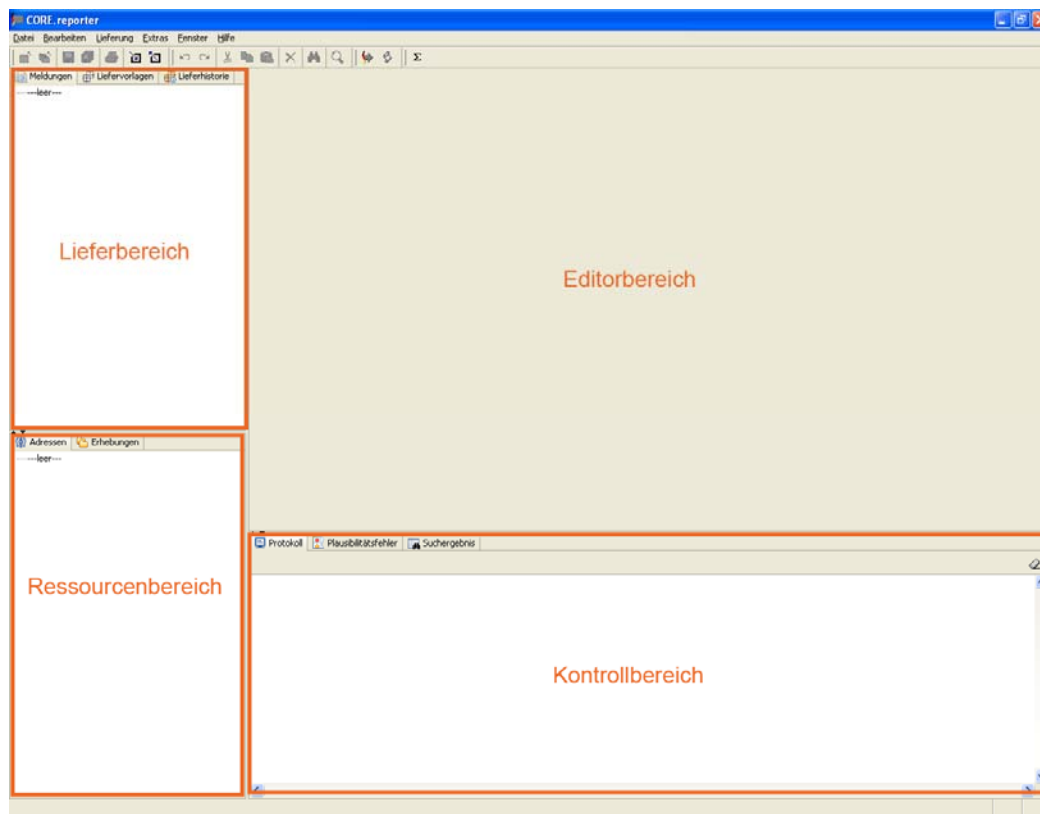 CORE.reporter
Datei Bearbeiten Lieferung Extras Fenster Hilfe
Σ
Meldungen Liefervorlagen Lieferhistorie
---leer---
Lieferbereich
Editorbereich
Adressen Erhebungen
---leer---
Ressourcenbereich
Protokoll Plausibilitätsfehler Suchergebnis
Kontrollbereich